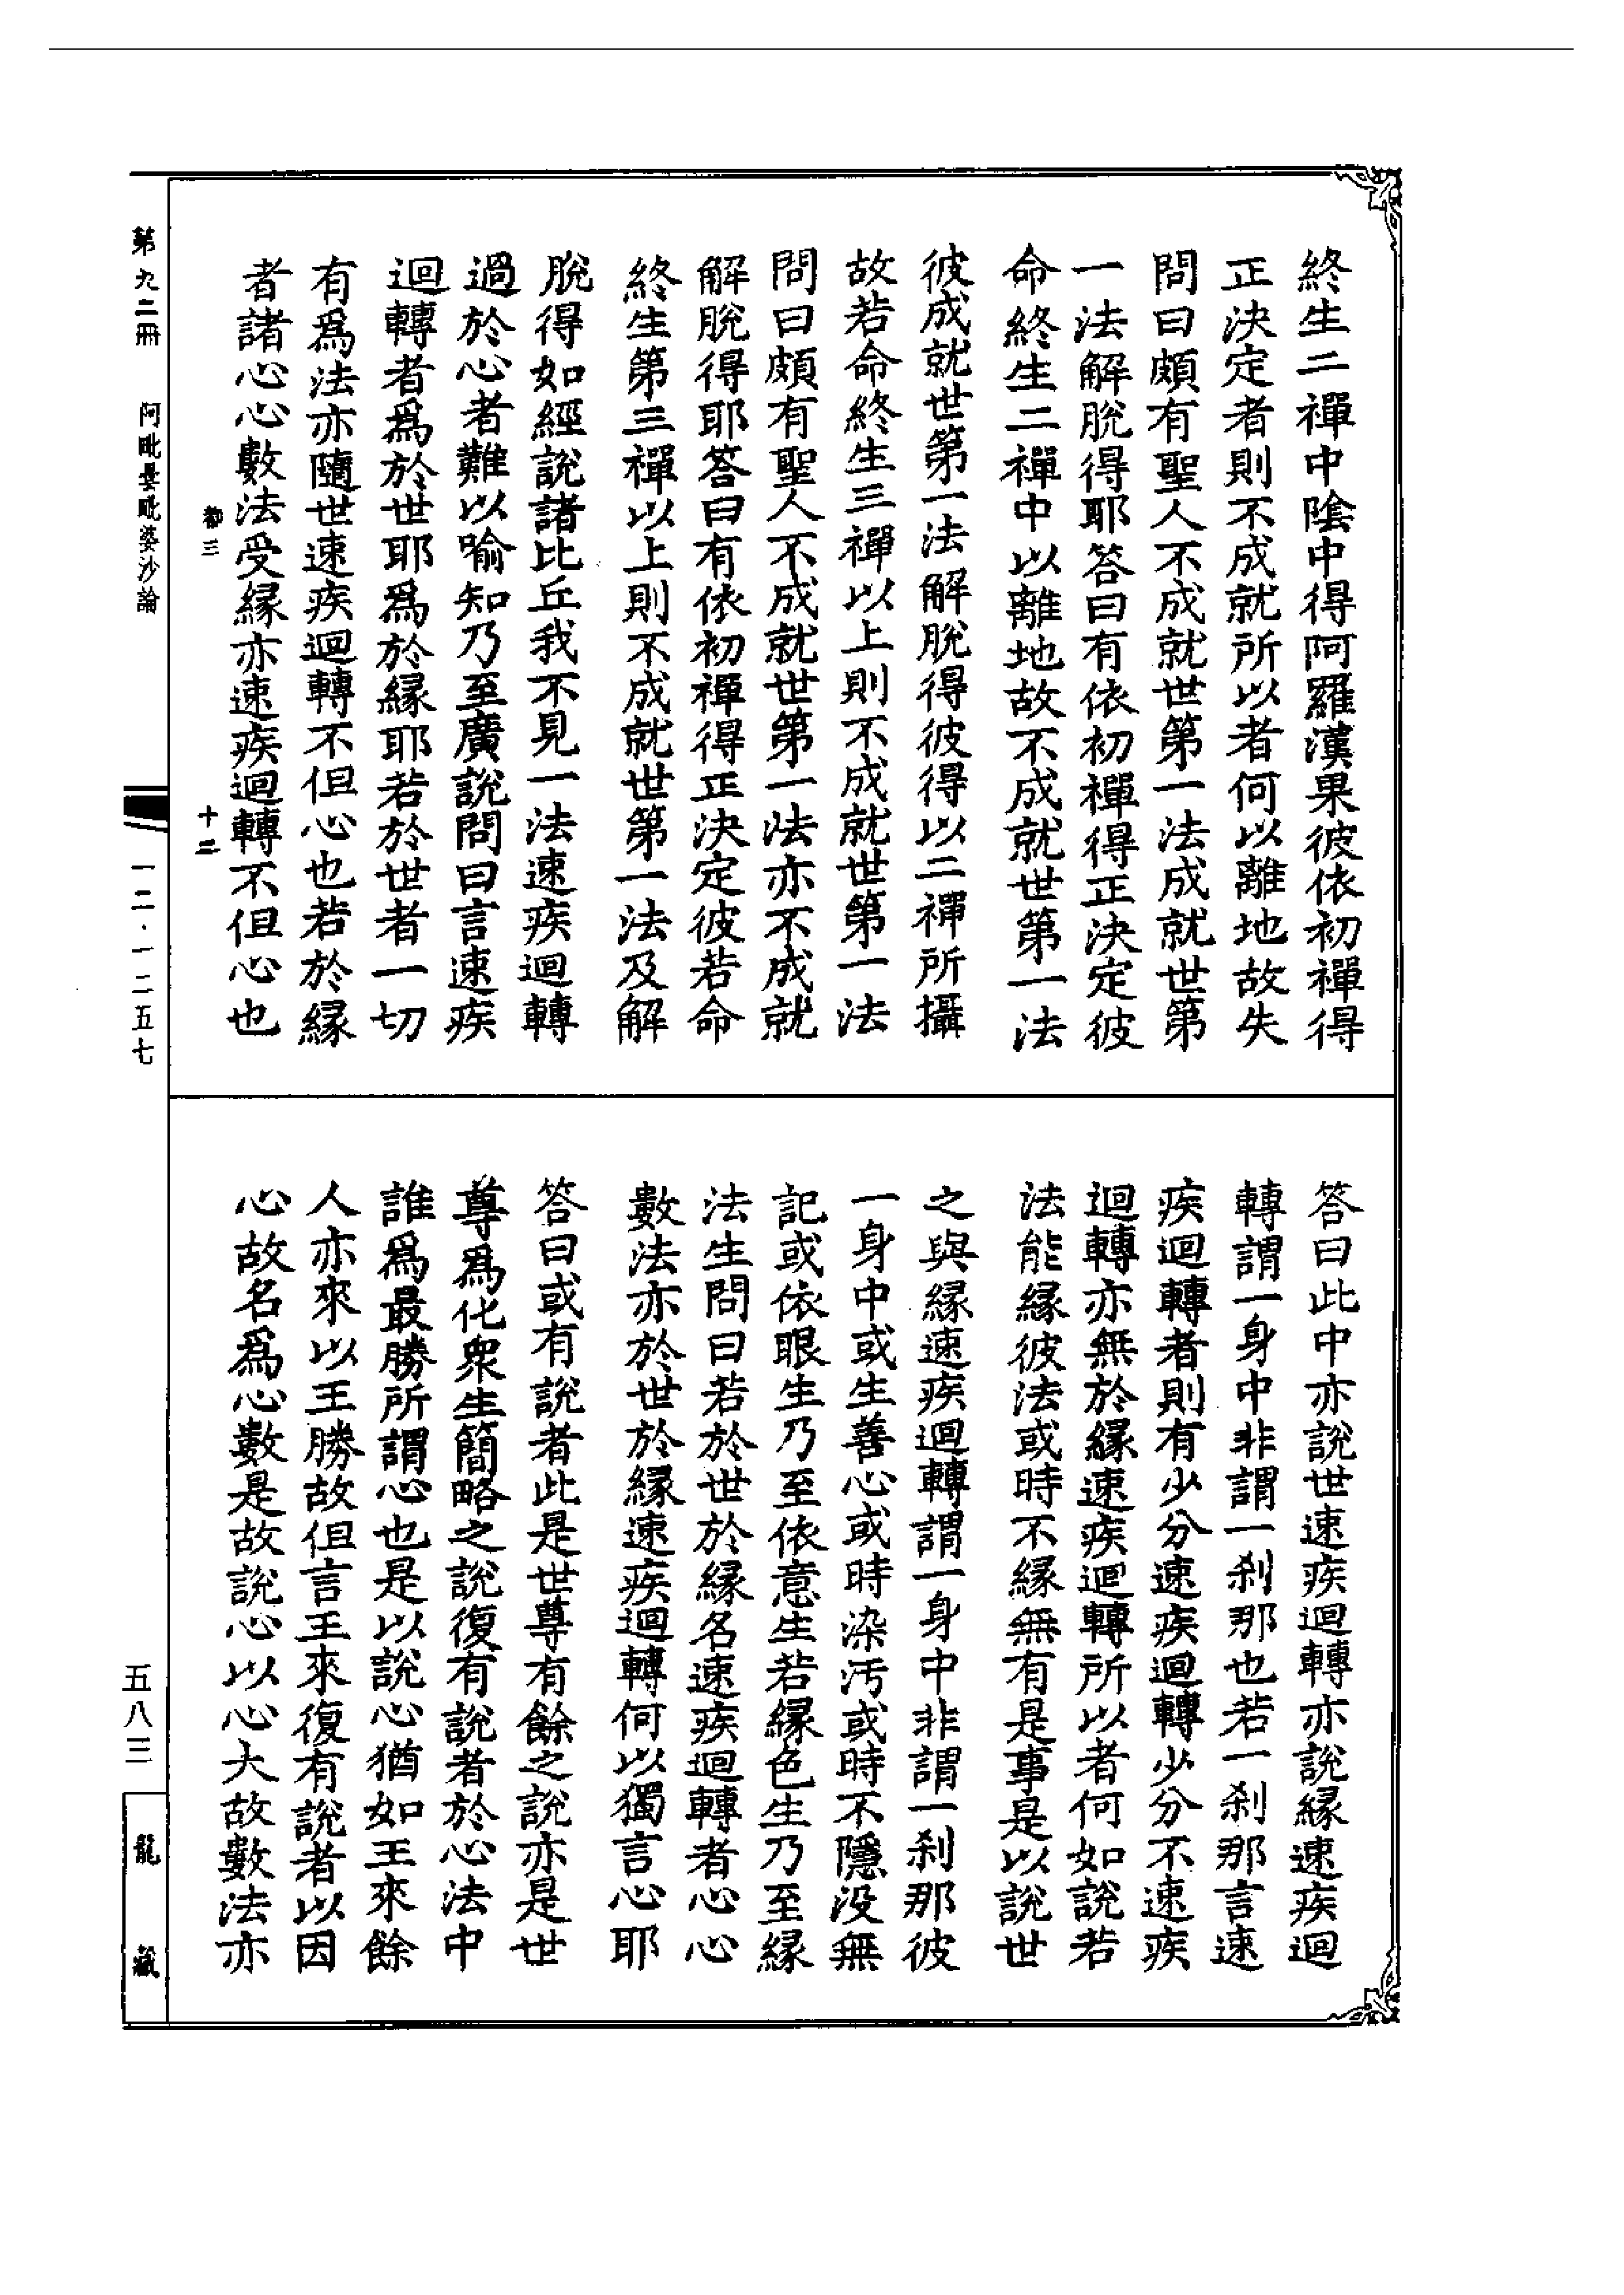 終生二禪中陰中得阿羅漢果彼依初禪得
正決定者則不成就所以者何以離地故失
問曰頗有聖人不成就世第一法成就世第
一法解脫得耶答曰有依初禪得正決定彼
命終生二禪中以離地故不成就世第一法
彼成就世第一法解脫得彼得以二禪所攝
故若命終生三禪以上則不成就世第一法
問曰頗有聖人不成就世第一法亦不成就
解脫得耶答曰有依初禪得正決定彼若命
終生第三禪以上則不成就世第一法及解
脫得如經說諸比丘我不見一法速疾迴轉
過於心者難以喻知乃至廣說問曰言速疾
迴轉者爲於世耶爲於緣耶若於世者一切
有爲法亦隨世速疾迴轉不但心也若於緣
者諸心心數法受緣亦速疾迴轉不但心也
答曰此中亦說世速疾迴轉亦說緣速疾迴
轉謂一身中非謂一刹那也若一刹那言速
疾迴轉者則有少分速疾迴轉少分不速疾
迴轉亦無於緣速疾迴轉所以者何如說若
法能緣彼法或時不緣無有是事是以說世
之與緣速疾迴轉謂一身中非謂一刹那彼
一身中或生善心或時染汚或時不隱没無
記或依眼生乃至依意生若緣色生乃至緣
法生問曰若於世於緣名速疾迴轉者心心
數法亦於世於緣速疾迴轉何以獨言心耶
答曰或有說者此是世尊有餘之說亦是世
尊爲化衆生簡略之說復有說者於心法中
誰爲最勝所謂心也是以說心猶如王來餘
人亦來以王勝故但言王來復有說者以因
心故名爲心數是故說心以心大故數法亦
第九二冊　阿毗曇毗婆沙論
卷三　十二
一二·一二五七
五八三
龍藏